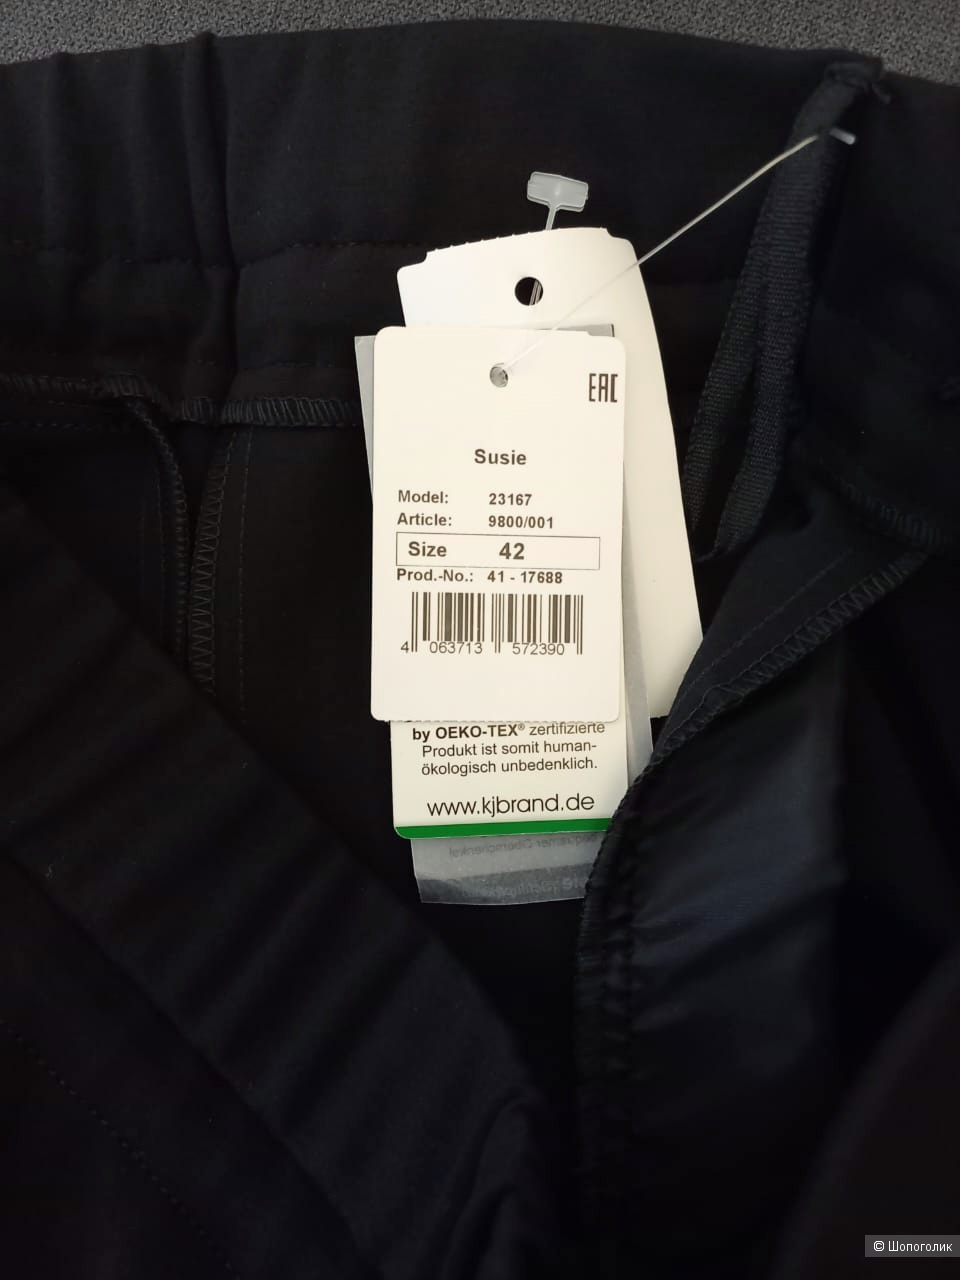 EAC
Susie
Model: 23167
Article: 9800/001
Size 42
Prod.-No.: 41 - 17688
4 063713 572390
by OEKO-TEX® zertifizierte
Produkt ist somit human-
ökologisch unbedenklich.
www.kjbrand.de
© Шопоголик